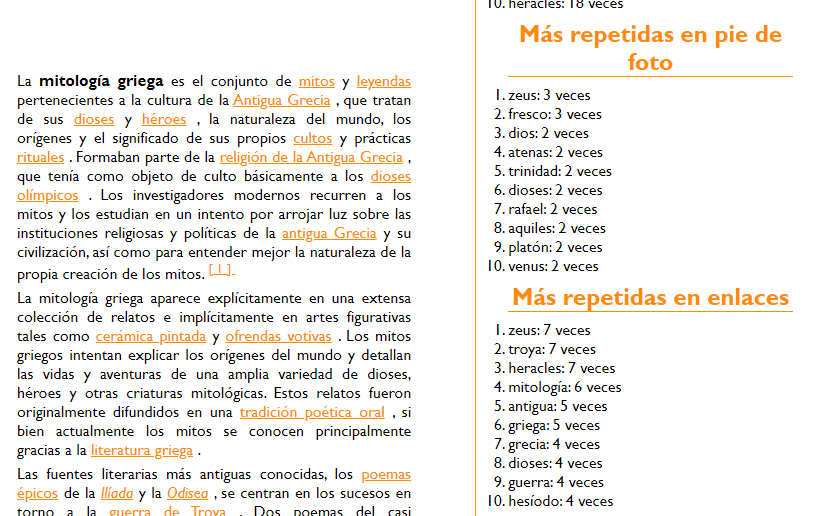 La mitología griega es el conjunto de mitos y leyendas
pertenecientes a la cultura de la Antigua Grecia , que tratan
de sus dioses y héroes , la naturaleza del mundo, los
orígenes y el significado de sus propios cultos y prácticas
rituales . Formaban parte de la religión de la Antigua Grecia ,
que tenía como objeto de culto básicamente a los dioses
olímpicos . Los investigadores modernos recurren a los
mitos y los estudian en un intento por arrojar luz sobre las
instituciones religiosas y políticas de la antigua Grecia y su
civilización, así como para entender mejor la naturaleza de la
propia creación de los mitos. [ 1 ]
La mitología griega aparece explícitamente en una extensa
colección de relatos e implícitamente en artes figurativas
tales como cerámica pintada y ofrendas votivas . Los mitos
griegos intentan explicar los orígenes del mundo y detallan
las vidas y aventuras de una amplia variedad de dioses,
héroes y otras criaturas mitológicas. Estos relatos fueron
originalmente difundidos en una tradición poética oral , si
bien actualmente los mitos se conocen principalmente
gracias a la literatura griega .
Las fuentes literarias más antiguas conocidas, los poemas
épicos de la Ilíada y la Odisea , se centran en los sucesos en
torno a la guerra de Troya . Dos poemas del casi
10. heracles: 18 veces
Más repetidas en pie de
foto
1. zeus: 3 veces
2. fresco: 3 veces
3. dios: 2 veces
4. atenas: 2 veces
5. trinidad: 2 veces
6. dioses: 2 veces
7. rafael: 2 veces
8. aquiles: 2 veces
9. platón: 2 veces
10. venus: 2 veces
Más repetidas en enlaces
1. zeus: 7 veces
2. troya: 7 veces
3. heracles: 7 veces
4. mitología: 6 veces
5. antigua: 5 veces
6. griega: 5 veces
7. grecia: 4 veces
8. dioses: 4 veces
9. guerra: 4 veces
10. hesíodo: 4 veces